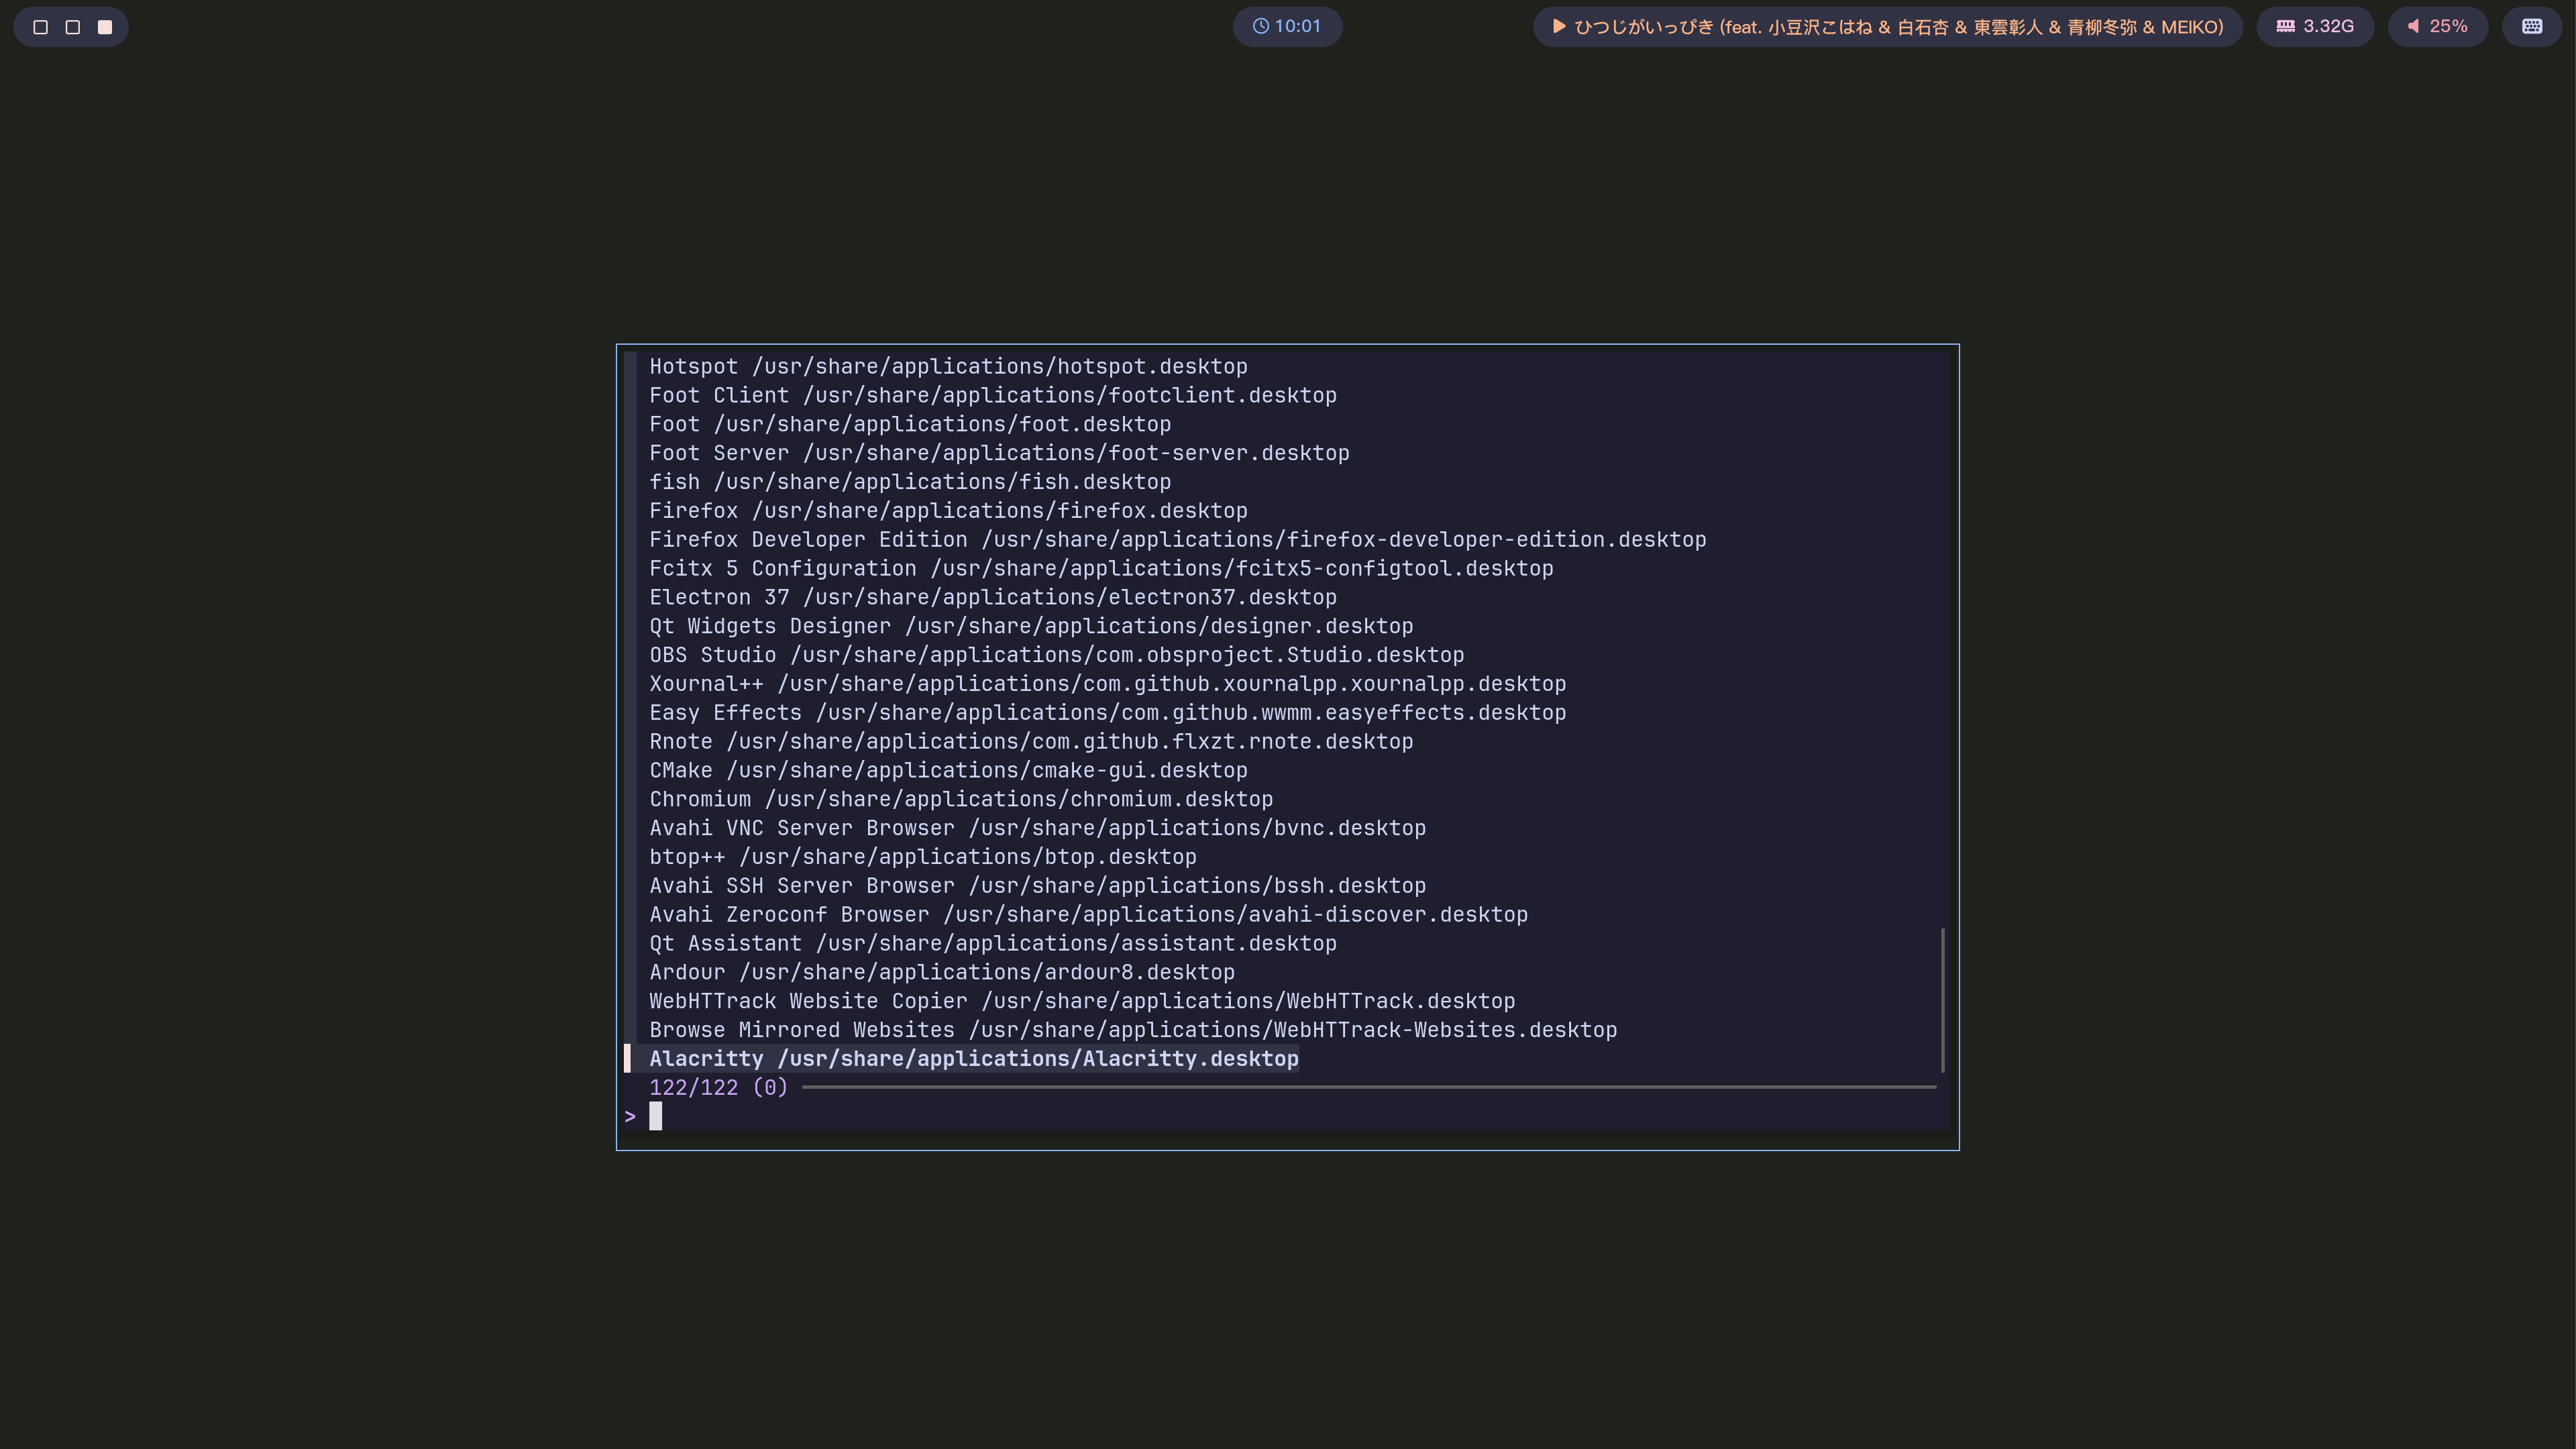 10:01
ひつじがいっぴき (feat. 小豆沢こはね & 白石杏 & 東雲彰人 & 青柳冬弥 & MEIKO)
3.32G
25%
Hotspot /usr/share/applications/hotspot.desktop
Foot Client /usr/share/applications/footclient.desktop
Foot /usr/share/applications/foot.desktop
Foot Server /usr/share/applications/foot-server.desktop
fish /usr/share/applications/fish.desktop
Firefox /usr/share/applications/firefox.desktop
Firefox Developer Edition /usr/share/applications/firefox-developer-edition.desktop
Fcitx 5 Configuration /usr/share/applications/fcitx5-configtool.desktop
Electron 37 /usr/share/applications/electron37.desktop
Qt Widgets Designer /usr/share/applications/designer.desktop
OBS Studio /usr/share/applications/com.obsproject.Studio.desktop
Xournal++ /usr/share/applications/com.github.xournalpp.xournalpp.desktop
Easy Effects /usr/share/applications/com.github.wwmm.easyeffects.desktop
Rnote /usr/share/applications/com.github.flxzt.rnote.desktop
CMake /usr/share/applications/cmake-gui.desktop
Chromium /usr/share/applications/chromium.desktop
Avahi VNC Server Browser /usr/share/applications/bvnc.desktop
btop++ /usr/share/applications/btop.desktop
Avahi SSH Server Browser /usr/share/applications/bssh.desktop
Avahi Zeroconf Browser /usr/share/applications/avahi-discover.desktop
Qt Assistant /usr/share/applications/assistant.desktop
Ardour /usr/share/applications/ardour8.desktop
WebHTTrack Website Copier /usr/share/applications/WebHTTrack.desktop
Browse Mirrored Websites /usr/share/applications/WebHTTrack-Websites.desktop
Alacritty /usr/share/applications/Alacritty.desktop
122/122 (0)
>